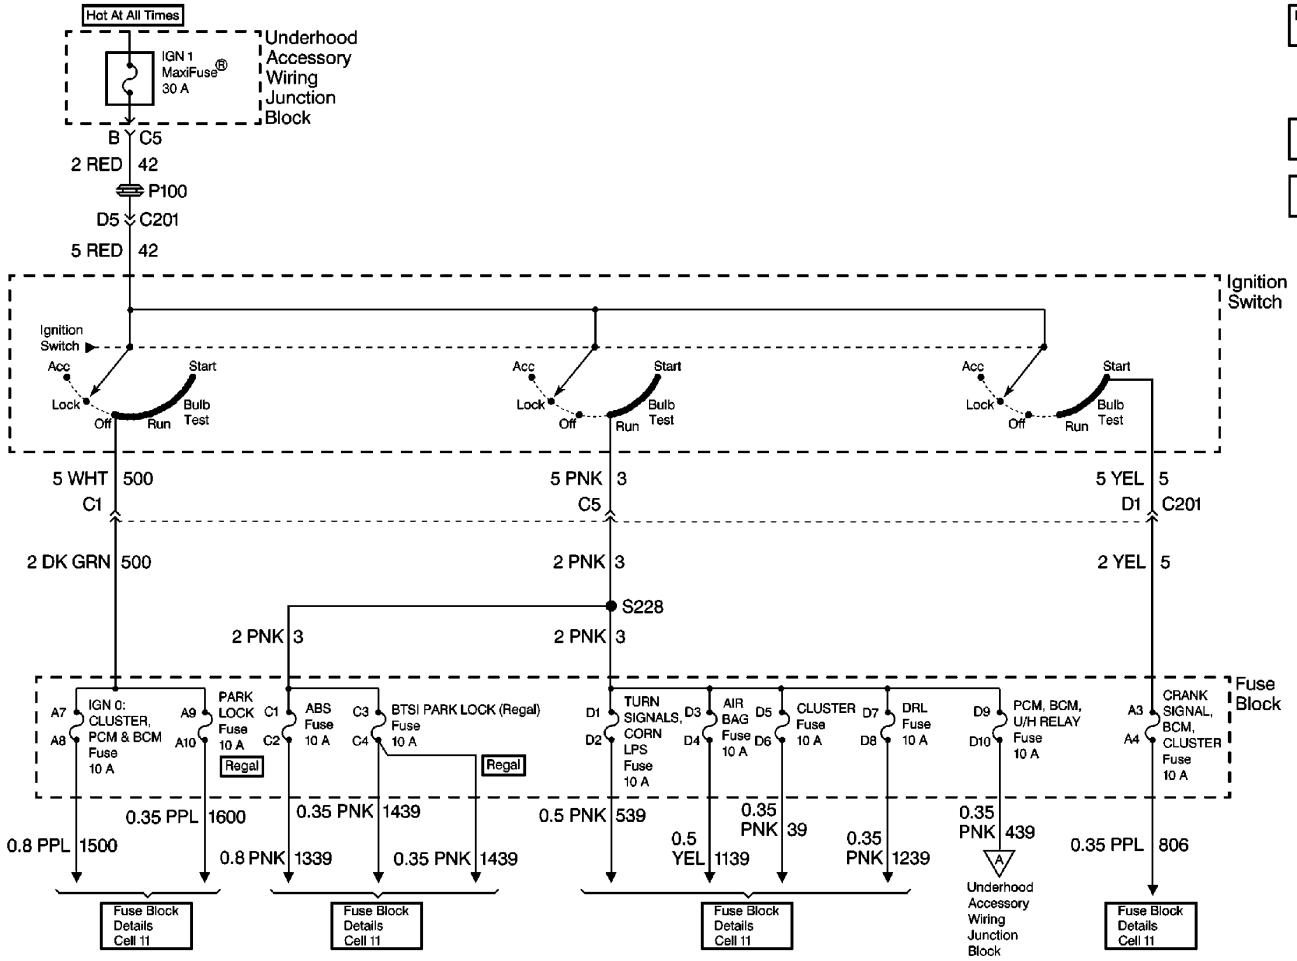 Hot At All Times
IGN 1
MaxiFuse®
30 A
Underhood
Accessory
Wiring
Junction
Block
B C5
2 RED 42
P100
D5 C201
5 RED 42
Ignition
Switch
Ignition
Switch
Acc
Lock
Off
Run
Bulb
Test
Start
Acc
Lock
Off
Run
Bulb
Test
Start
Acc
Lock
Off
Run
Bulb
Test
Start
5 WHT 500
C1
5 PNK 3
C5
5 YEL 5
D1 C201
2 DK GRN 500
2 PNK 3
2 YEL 5
S228
2 PNK 3
2 PNK 3
Fuse
Block
A7
A8
IGN 0:
CLUSTER,
PCM & BCM
Fuse
10 A
A9
A10
PARK
LOCK
Fuse
10 A
Regal
C1
C2
ABS
Fuse
10 A
C3
C4
BTSI PARK LOCK (Regal)
Fuse
10 A
Regal
D1
D2
TURN
SIGNALS,
CORN
LPS
Fuse
10 A
D3
D4
AIR
BAG
Fuse
10 A
D5
D6
CLUSTER
Fuse
10 A
D7
D8
DRL
Fuse
10 A
D9
D10
PCM, BCM,
U/H RELAY
Fuse
10 A
A3
A4
CRANK
SIGNAL,
BCM,
CLUSTER
Fuse
10 A
0.8 PPL 1500
0.35 PPL 1600
0.8 PNK 1339
0.35 PNK 1439
0.35 PNK 1439
0.5 PNK 539
0.5
YEL 1139
0.35
PNK 39
0.35
PNK 1239
0.35
PNK 439
A
Underhood
Accessory
Wiring
Junction
Block
0.35 PPL 806
Fuse Block
Details
Cell 11
Fuse Block
Details
Cell 11
Fuse Block
Details
Cell 11
Fuse Block
Details
Cell 11